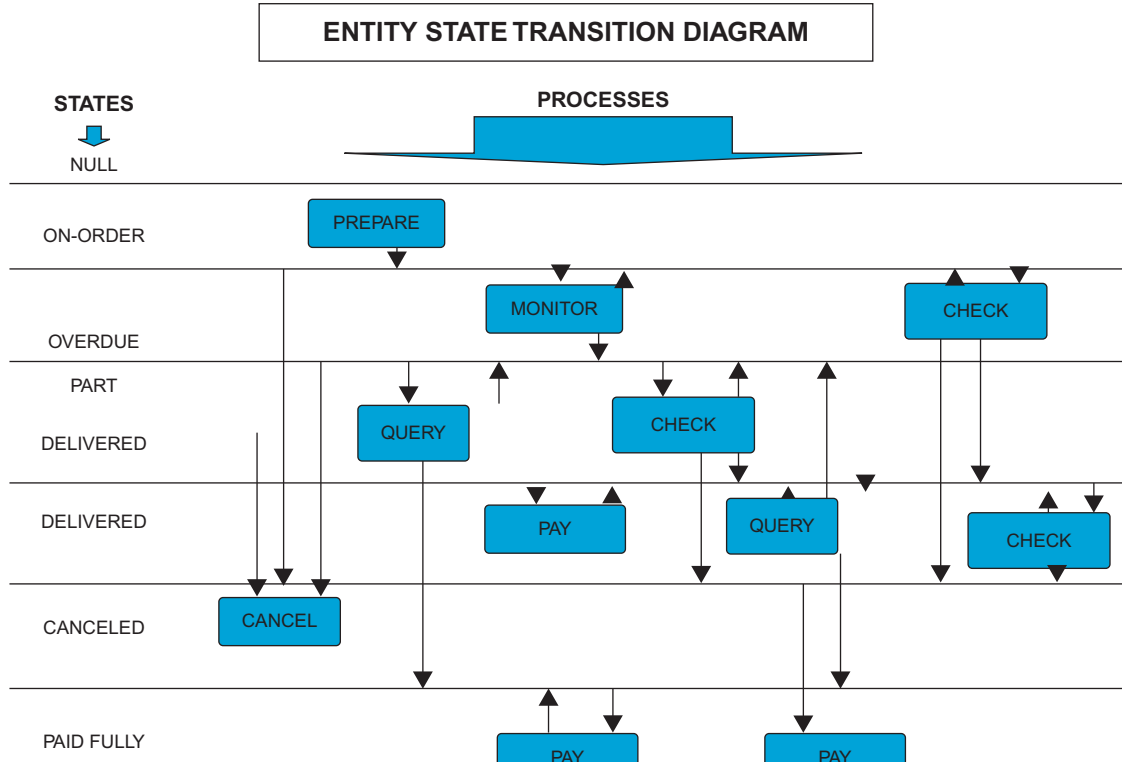 ENTITY STATE TRANSITION DIAGRAM
STATES
PROCESSES
NULL
ON-ORDER
PREPARE
MONITOR
CHECK
OVERDUE
PART
QUERY
CHECK
DELIVERED
DELIVERED
PAY
QUERY
CHECK
CANCELED
CANCEL
PAID FULLY
PAY
PAY